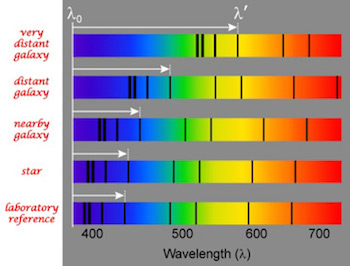 λ₀ λ′
very
distant
galaxy
distant
galaxy
nearby
galaxy
star
laboratory
reference
400 500 600 700
Wavelength (λ)